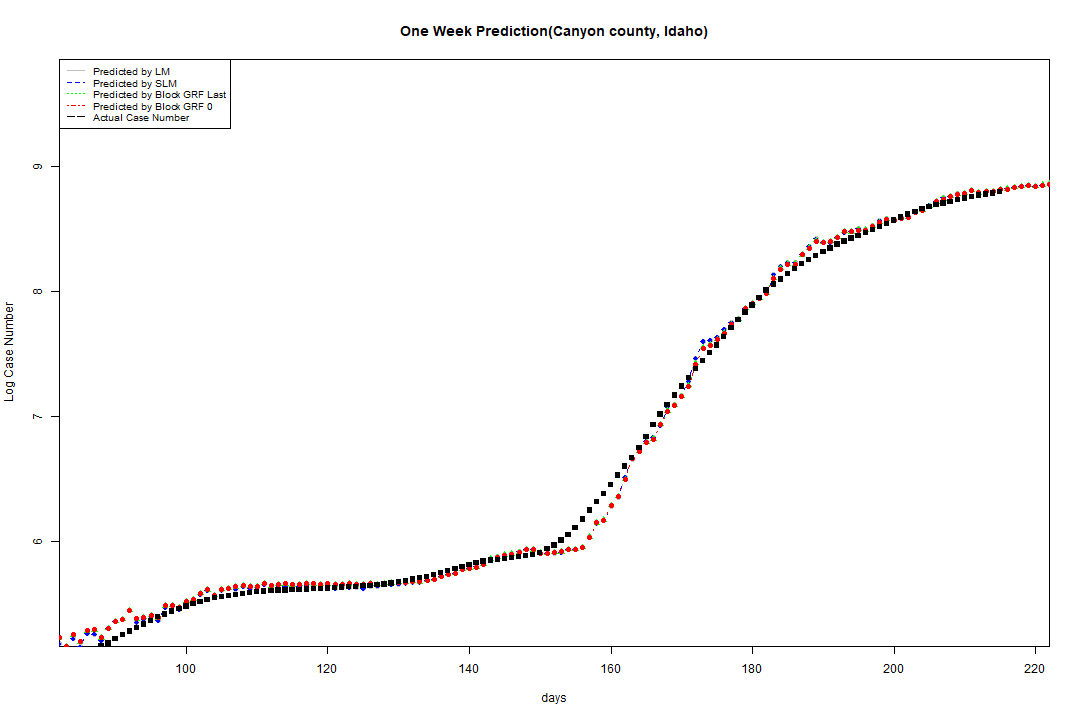 One Week Prediction(Canyon county, Idaho)
Predicted by LM
Predicted by SLM
Predicted by Block GRF Last
Predicted by Block GRF 0
Actual Case Number
9
8
7
6
Log Case Number
100 120 140 160 180 200 220
days